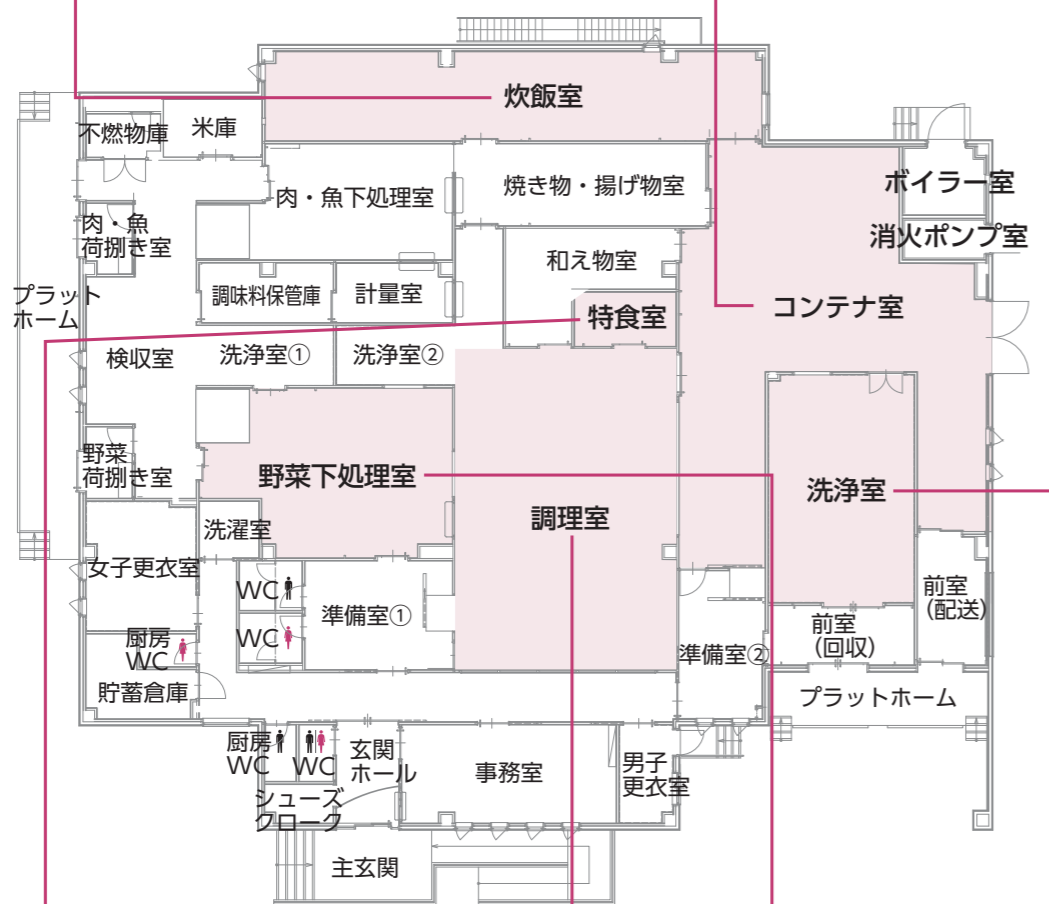 炊飯室
不燃物庫
米庫
肉・魚下処理室
焼き物・揚げ物室
ボイラー室
消火ポンプ室
肉・魚
荷捌き室
和え物室
プラット
ホーム
調味料保管庫
計量室
特食室
コンテナ室
検収室
洗浄室①
洗浄室②
野菜
荷捌き室
野菜下処理室
調理室
洗浄室
洗濯室
女子更衣室
WC
準備室①
WC
厨房
WC
貯蓄倉庫
準備室②
前室
（回収）
前室
（配送）
プラットホーム
厨房
WC
WC
玄関
ホール
事務室
男子
更衣室
シューズ
クローク
主玄関